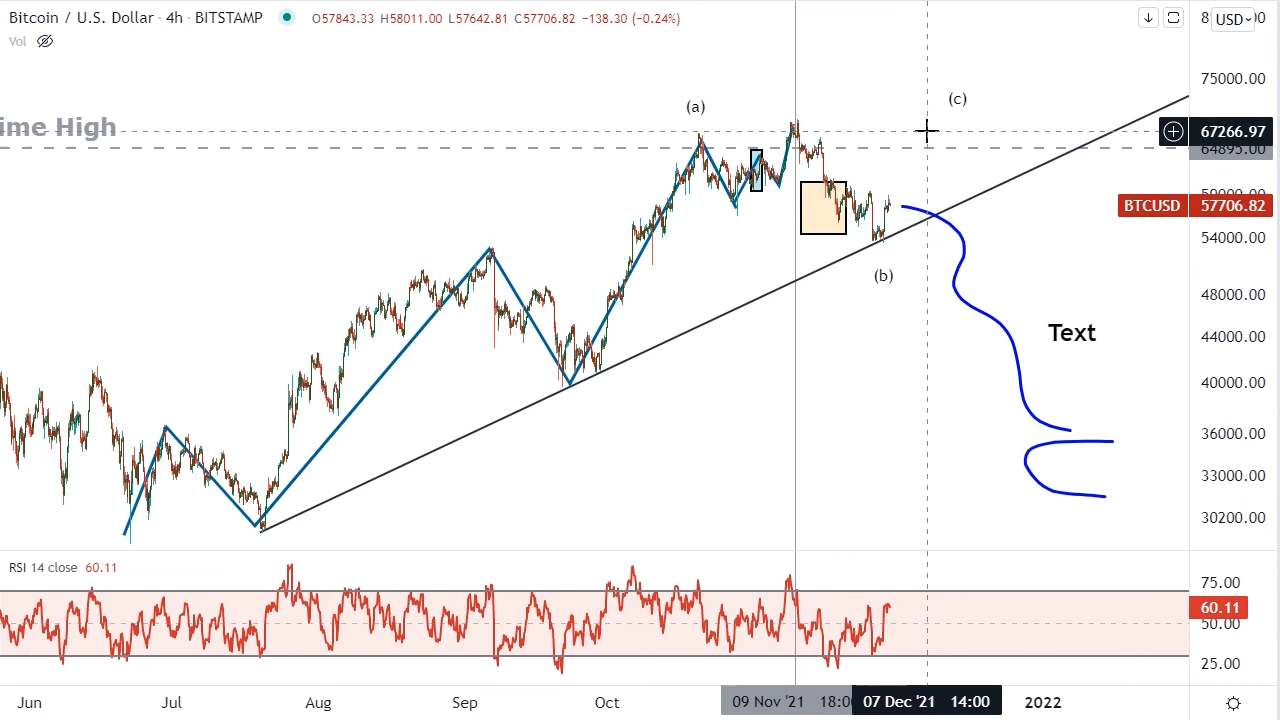 Bitcoin / U.S. Dollar · 4h · BITSTAMP O57843.33 H58011.00 L57642.81 C57706.82 −138.30 (−0.24%)
Vol
USD
75000.00
(a)
(c)
ime High
67266.97
64895.00
BTCUSD 57706.82
54000.00
(b)
48000.00
Text
44000.00
40000.00
36000.00
33000.00
30200.00
RSI 14 close 60.11
75.00
60.11
50.00
25.00
Jun Jul Aug Sep Oct 09 Nov '21 18:0 07 Dec '21 14:00 2022